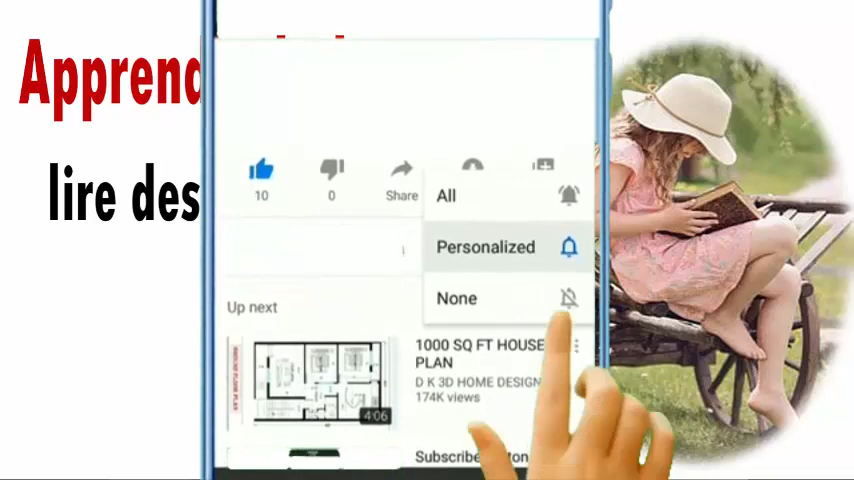 Apprend
lire des
10
0
Share
All
Personalized
None
Up next
1000 SQ FT HOUSE
PLAN
D K 3D HOME DESIGN
174K views
4:06
Subscribe